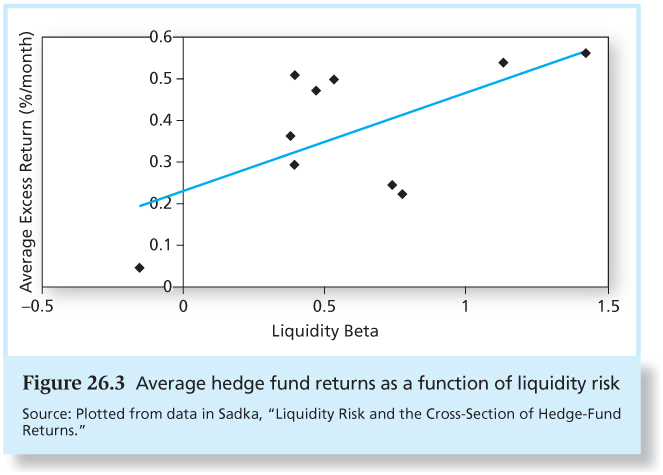 Average Excess Return (%/month)
0.6
0.5
0.4
0.3
0.2
0.1
0
−0.5
0
0.5
1
1.5
Liquidity Beta
Figure 26.3 Average hedge fund returns as a function of liquidity risk
Source: Plotted from data in Sadka, “Liquidity Risk and the Cross-Section of Hedge-Fund
Returns.”